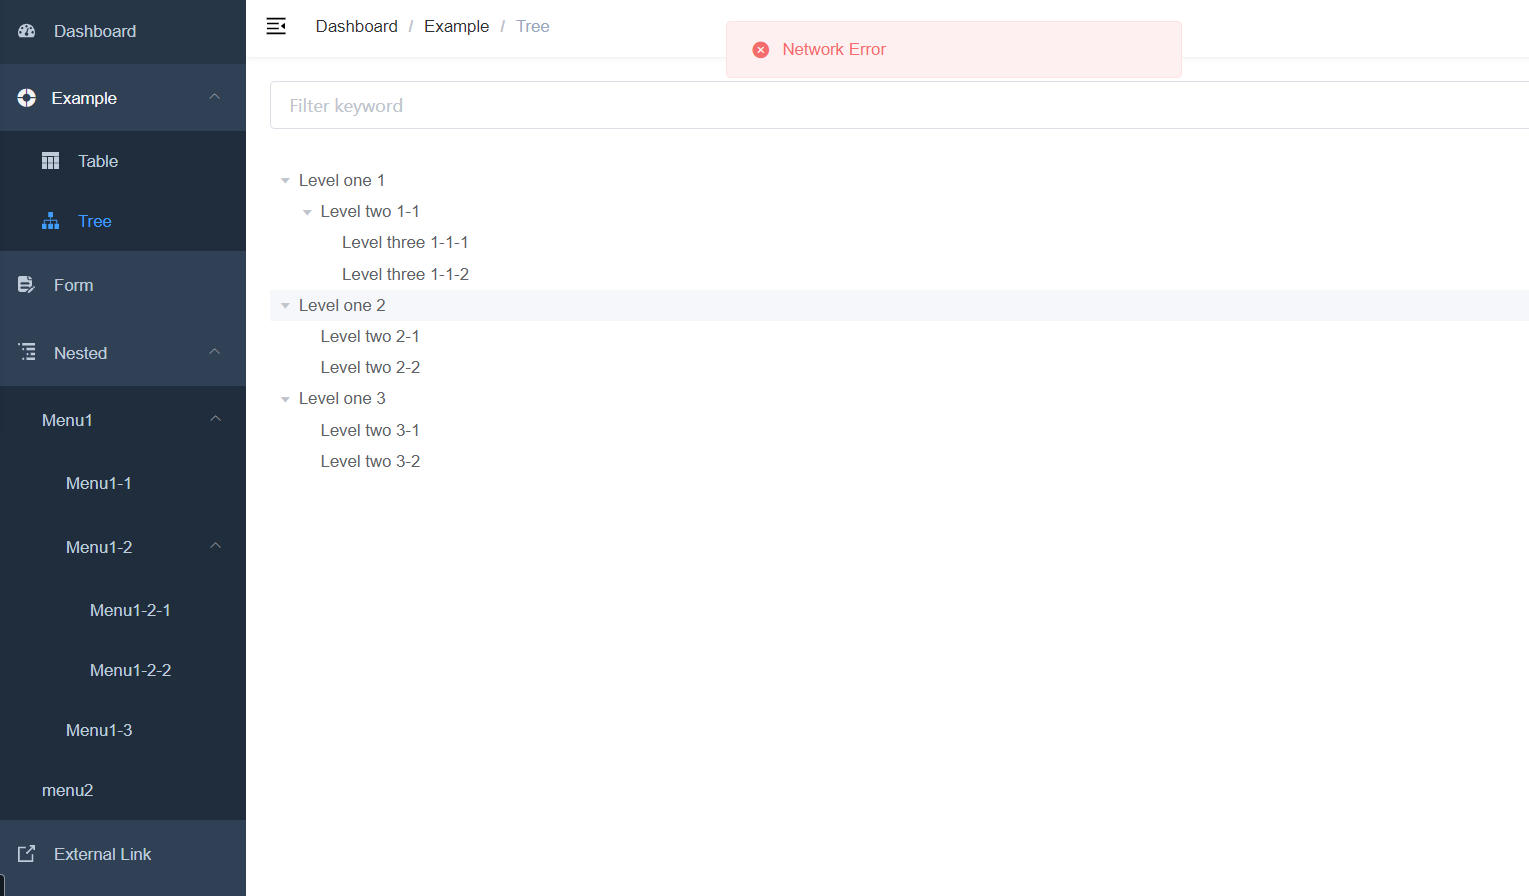 Dashboard
Example
Table
Tree
Form
Nested
Menu1
Menu1-1
Menu1-2
Menu1-2-1
Menu1-2-2
Menu1-3
menu2
External Link
Dashboard / Example / Tree
Network Error
Filter keyword
Level one 1
Level two 1-1
Level three 1-1-1
Level three 1-1-2
Level one 2
Level two 2-1
Level two 2-2
Level one 3
Level two 3-1
Level two 3-2